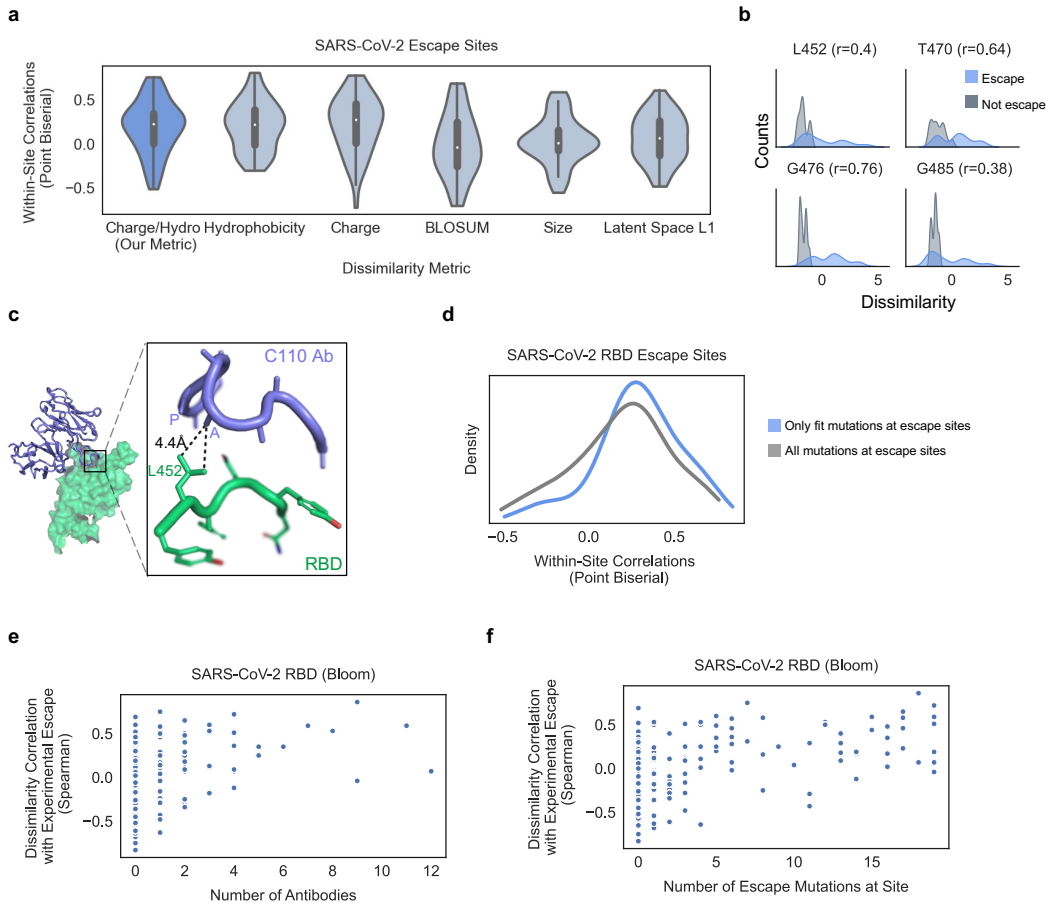 a
SARS-CoV-2 Escape Sites
Within-Site Correlations
(Point Biserial)
0.5
0.0
−0.5
Charge/Hydro
(Our Metric)
Hydrophobicity
Charge
BLOSUM
Size
Latent Space L1
Dissimilarity Metric
b
L452 (r=0.4)
T470 (r=0.64)
Escape
Not escape
Counts
G476 (r=0.76)
G485 (r=0.38)
0
5
0
5
Dissimilarity
c
C110 Ab
P
A
4.4Å
L452
RBD
d
SARS-CoV-2 RBD Escape Sites
Density
−0.5
0.0
0.5
Within-Site Correlations
(Point Biserial)
Only fit mutations at escape sites
All mutations at escape sites
e
SARS-CoV-2 RBD (Bloom)
Dissimilarity Correlation
with Experimental Escape
(Spearman)
0.5
0.0
−0.5
0
2
4
6
8
10
12
Number of Antibodies
f
SARS-CoV-2 RBD (Bloom)
Dissimilarity Correlation
with Experimental Escape
(Spearman)
0.5
0.0
−0.5
0
5
10
15
Number of Escape Mutations at Site